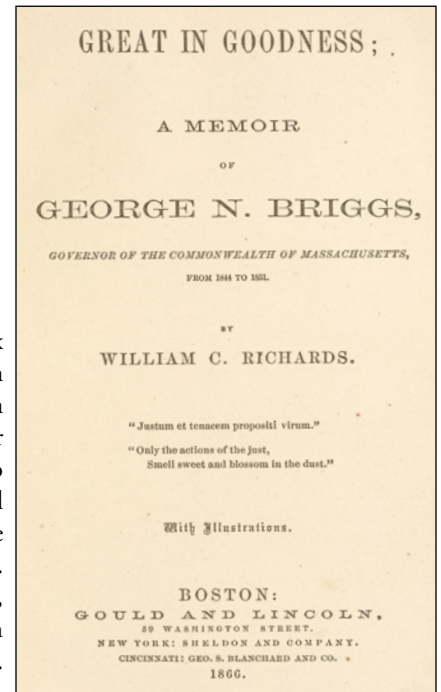 GREAT IN GOODNESS;
A MEMOIR
OF
GEORGE N. BRIGGS,
GOVERNOR OF THE COMMONWEALTH OF MASSACHUSETTS,
FROM 1844 TO 1851.
BY
WILLIAM C. RICHARDS.
"Justum et tenacem propositi virum."
"Only the actions of the just,
Smell sweet and blossom in the dust."
With Illustrations.
BOSTON:
GOULD AND LINCOLN,
59 WASHINGTON STREET.
NEW YORK: SHELDON AND COMPANY.
CINCINNATI: GEO. S. BLANCHARD AND CO.
1866.